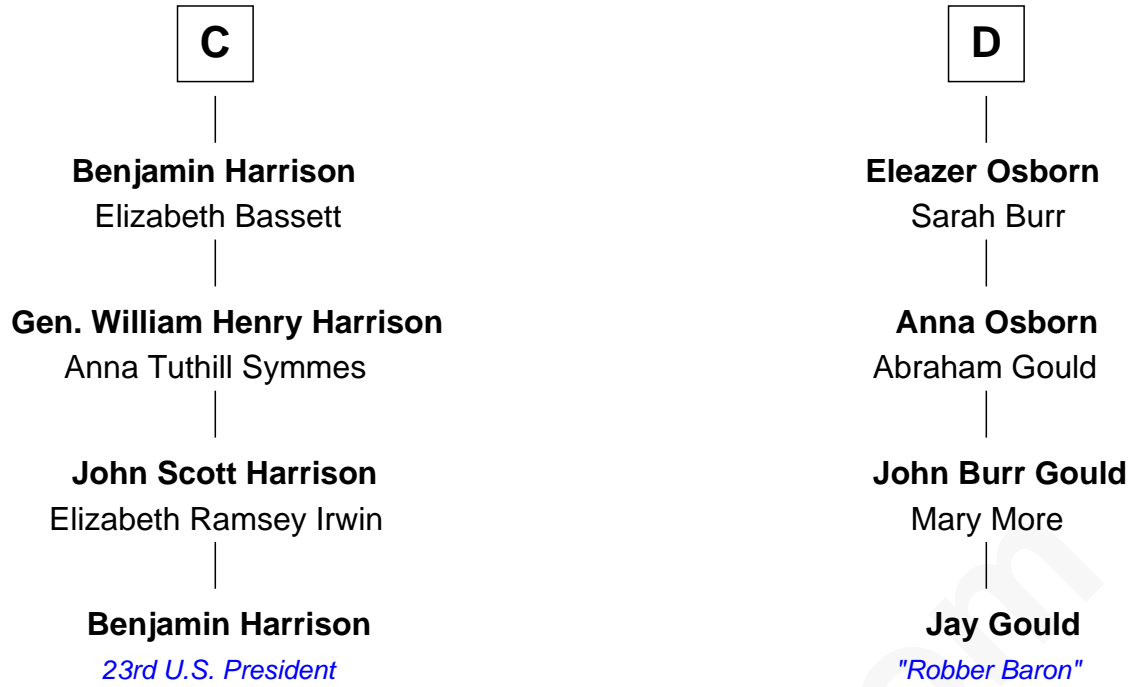 C
Benjamin Harrison
Elizabeth Bassett
Gen. William Henry Harrison
Anna Tuthill Symmes
John Scott Harrison
Elizabeth Ramsey Irwin
Benjamin Harrison
23rd U.S. President
D
Eleazer Osborn
Sarah Burr
Anna Osborn
Abraham Gould
John Burr Gould
Mary More
Jay Gould
"Robber Baron"